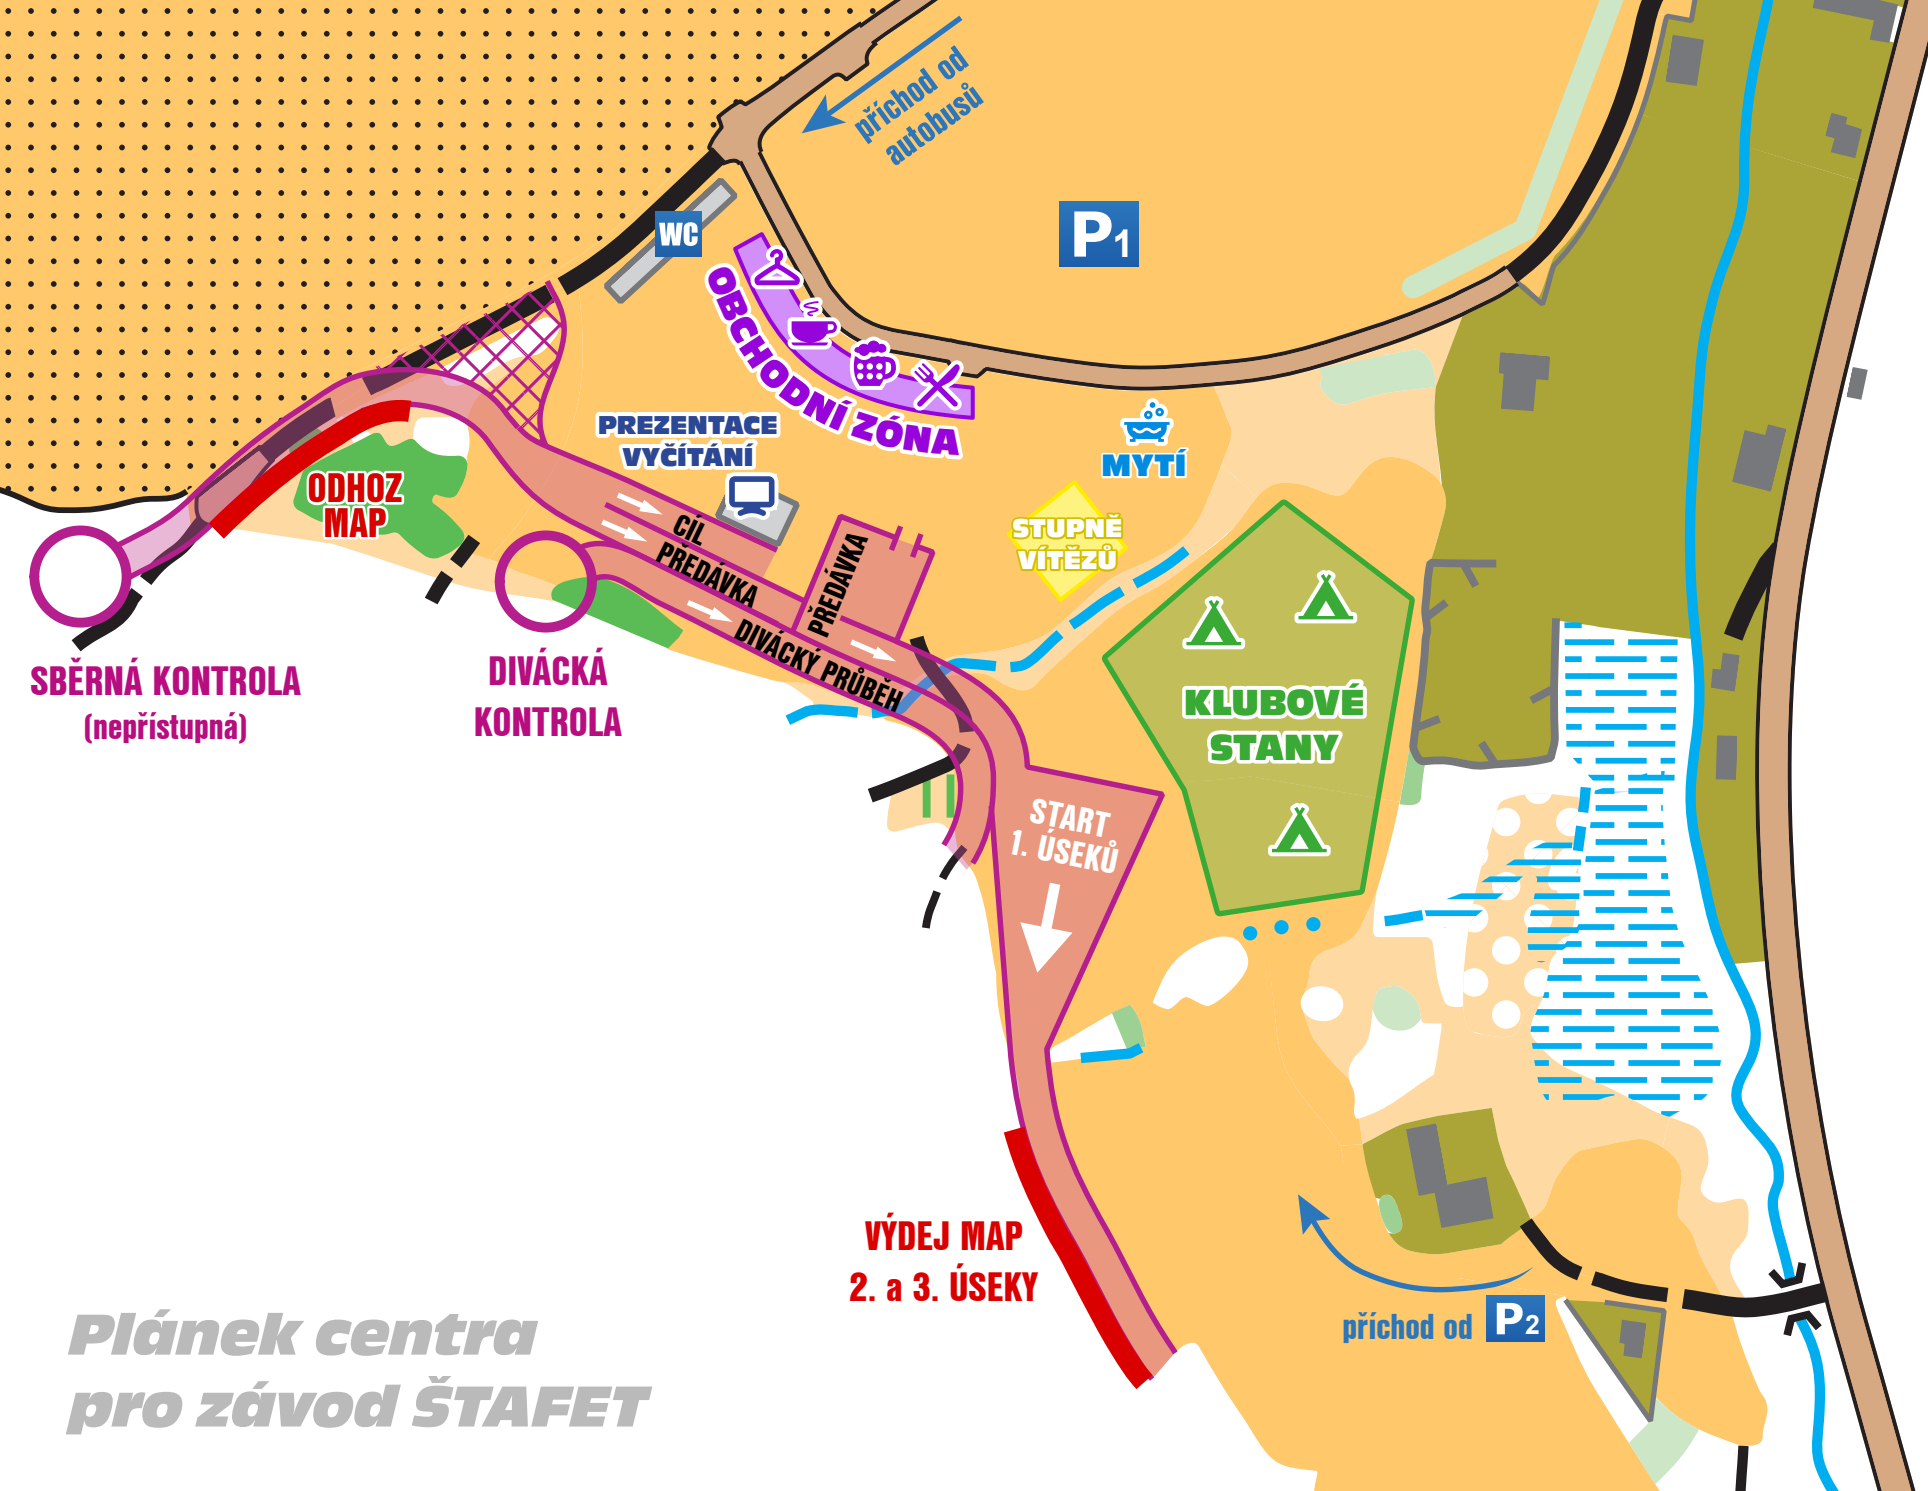 příchod od
autobusů
P1
WC
OBCHODNÍ ZÓNA
PREZENTACE
VYČÍTÁNÍ
MYTÍ
ODHOZ
MAP
CÍL
PŘEDÁVKA
PŘEDÁVKA
DIVÁCKÝ PRŮBĚH
STUPNĚ
VÍTĚZŮ
SBĚRNÁ KONTROLA
(nepřístupná)
DIVÁCKÁ
KONTROLA
KLUBOVÉ
STANY
START
1. ÚSEKŮ
VÝDEJ MAP
2. a 3. ÚSEKY
příchod od P2
Plánek centra
pro závod ŠTAFET